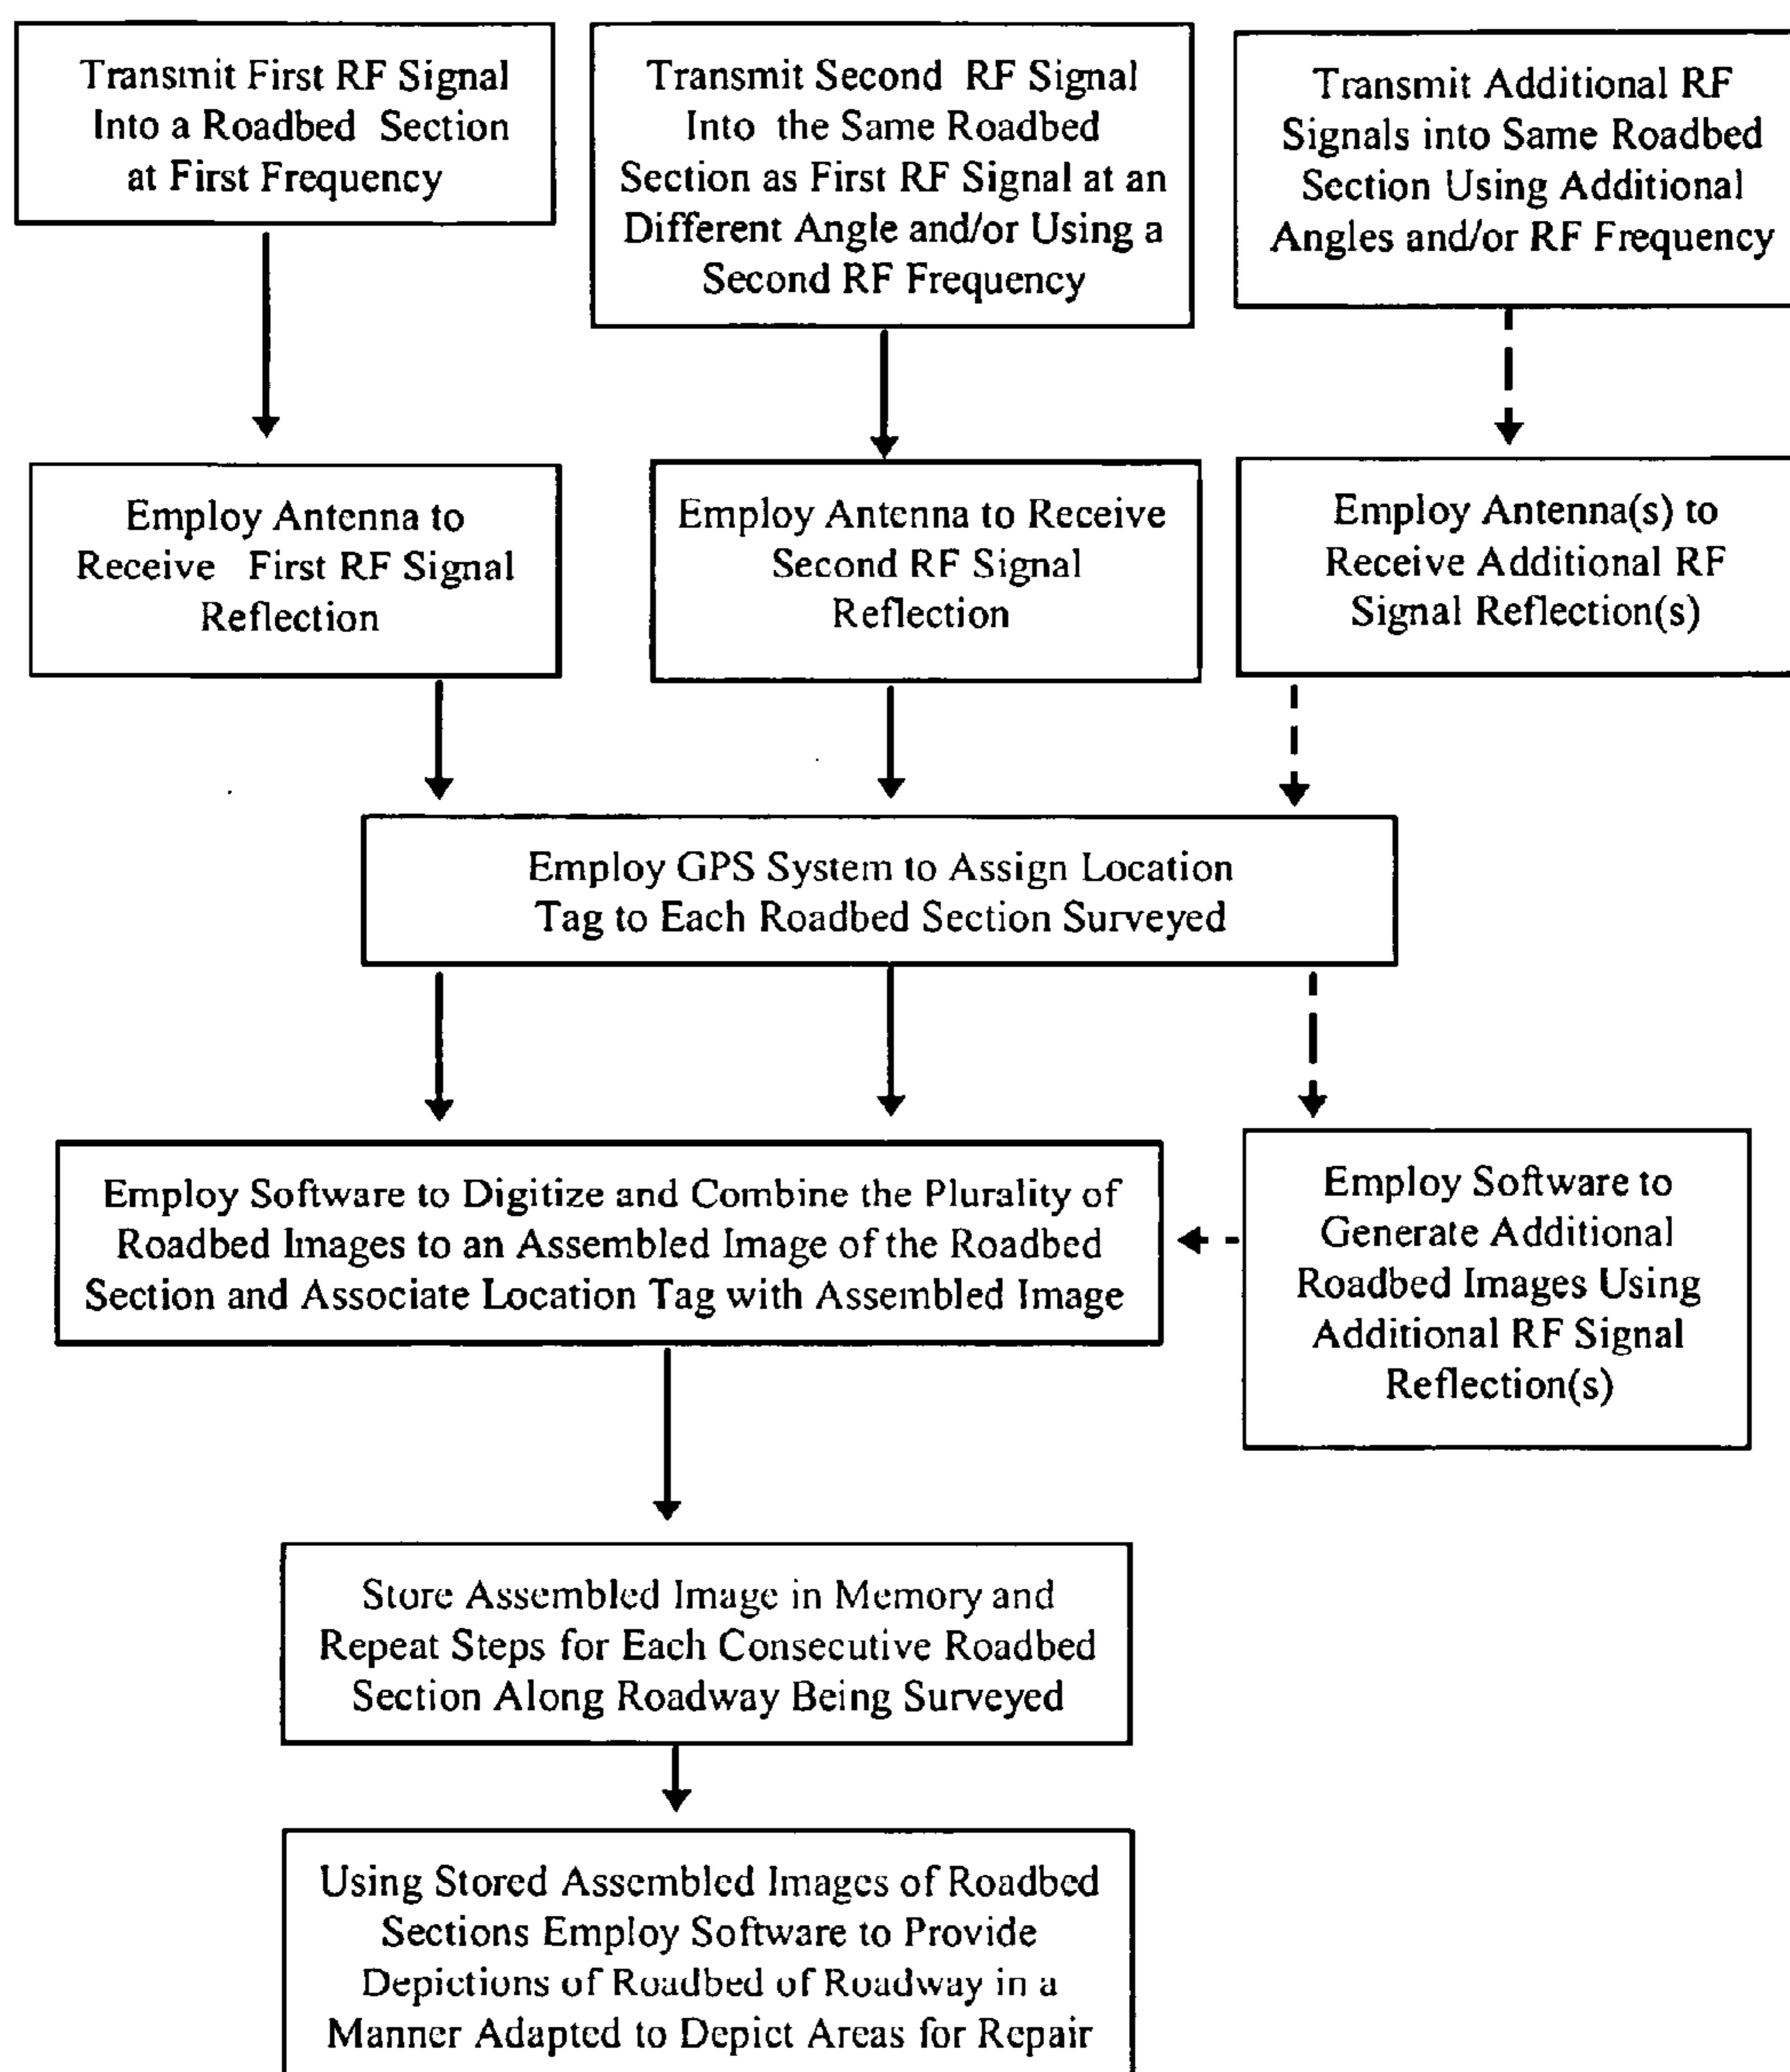 Transmit First RF Signal
Into a Roadbed Section
at First Frequency
Transmit Second RF Signal
Into the Same Roadbed
Section as First RF Signal at an
Different Angle and/or Using a
Second RF Frequency
Transmit Additional RF
Signals into Same Roadbed
Section Using Additional
Angles and/or RF Frequency
Employ Antenna to
Receive First RF Signal
Reflection
Employ Antenna to Receive
Second RF Signal
Reflection
Employ Antenna(s) to
Receive Additional RF
Signal Reflection(s)
Employ GPS System to Assign Location
Tag to Each Roadbed Section Surveyed
Employ Software to Digitize and Combine the Plurality of
Roadbed Images to an Assembled Image of the Roadbed
Section and Associate Location Tag with Assembled Image
Employ Software to
Generate Additional
Roadbed Images Using
Additional RF Signal
Reflection(s)
Store Assembled Image in Memory and
Repeat Steps for Each Consecutive Roadbed
Section Along Roadway Being Surveyed
Using Stored Assembled Images of Roadbed
Sections Employ Software to Provide
Depictions of Roadbed of Roadway in a
Manner Adapted to Depict Areas for Repair